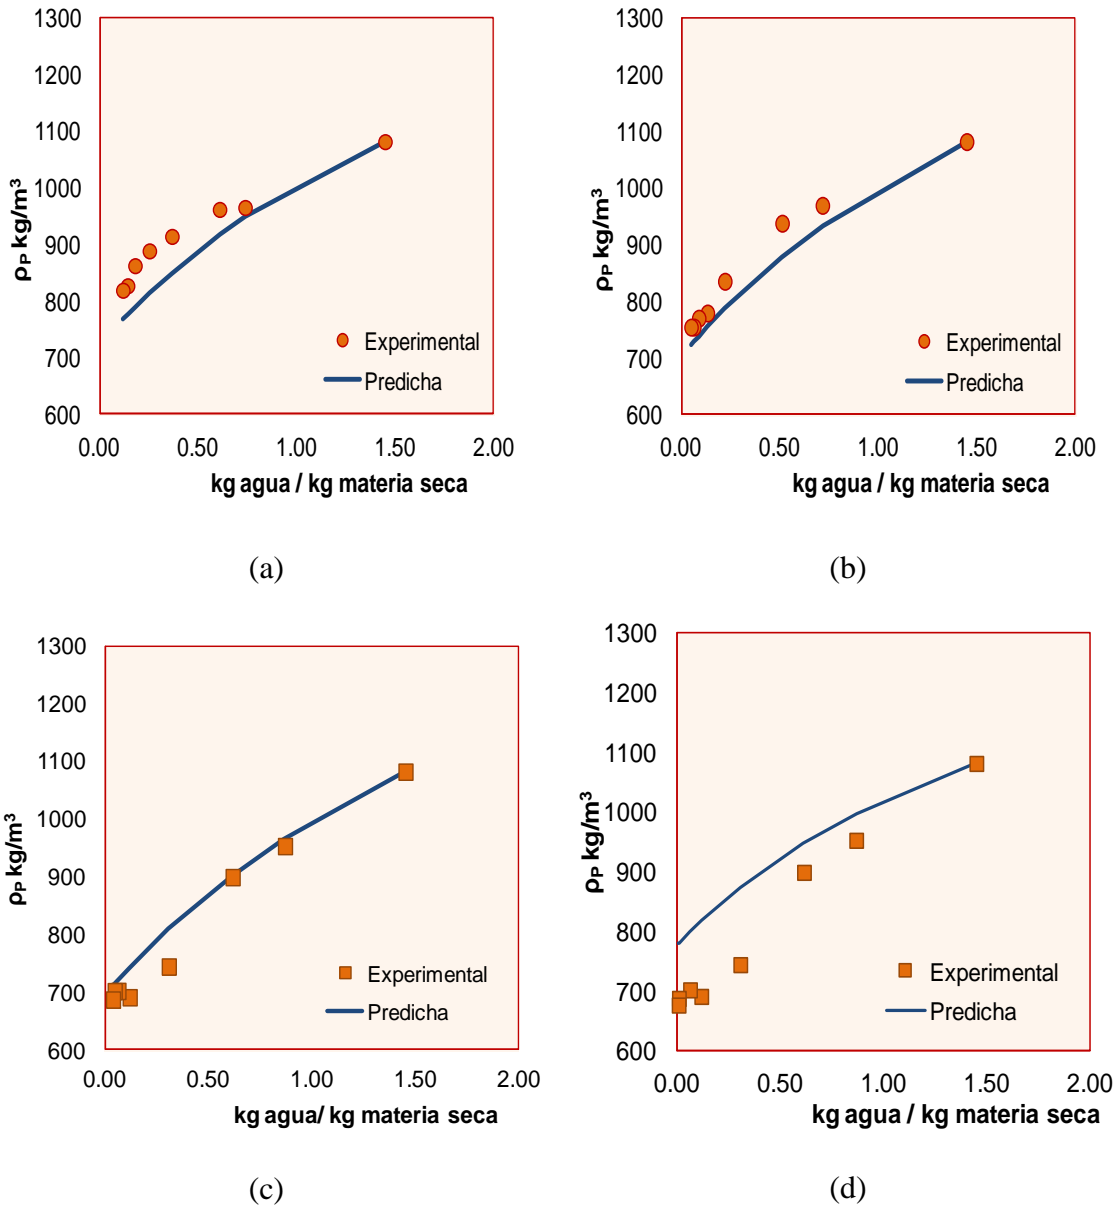 1300
1200
1100
1000
900
800
700
600
ρₚ kg/m³
0.00 0.50 1.00 1.50 2.00
kg agua / kg materia seca
Experimental
Predicha
(a)
1300
1200
1100
1000
900
800
700
600
ρₚ kg/m³
0.00 0.50 1.00 1.50 2.00
kg agua / kg materia seca
Experimental
Predicha
(b)
1300
1200
1100
1000
900
800
700
600
ρₚ kg/m³
0.00 0.50 1.00 1.50 2.00
kg agua/ kg materia seca
Experimental
Predicha
(c)
1300
1200
1100
1000
900
800
700
600
ρₚ kg/m³
0.00 0.50 1.00 1.50 2.00
kg agua / kg materia seca
Experimental
Predicha
(d)